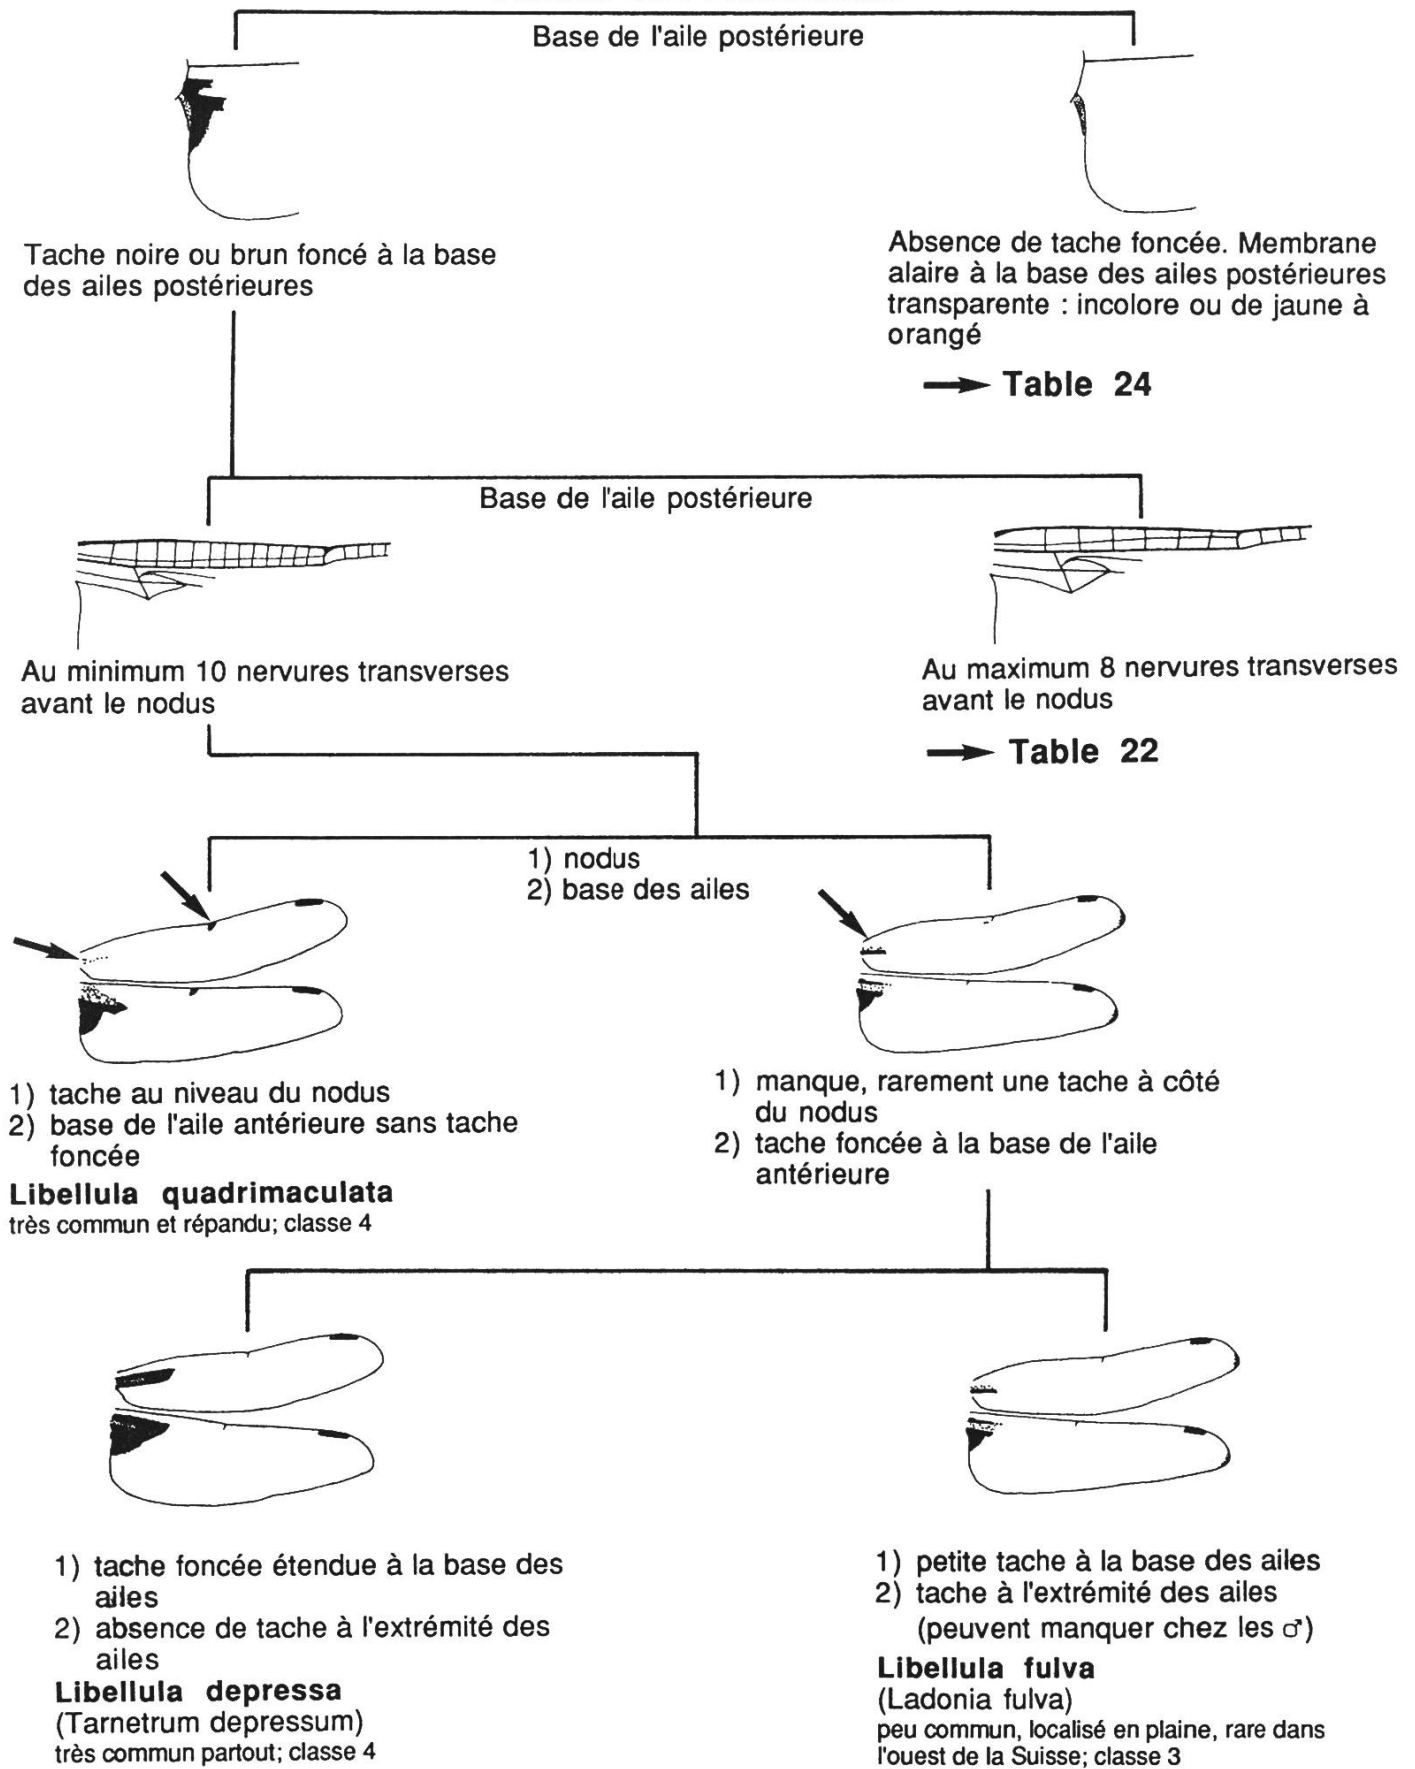 Base de l'aile postérieure
Tache noire ou brun foncé à la base
des ailes postérieures
Absence de tache foncée. Membrane
alaire à la base des ailes postérieures
transparente : incolore ou de jaune à
orangé
Table 24
Base de l'aile postérieure
Au minimum 10 nervures transverses
avant le nodus
Au maximum 8 nervures transverses
avant le nodus
Table 22
1) nodus
2) base des ailes
1) tache au niveau du nodus
2) base de l'aile antérieure sans tache
foncée
Libellula quadrimaculata
très commun et répandu; classe 4
1) manque, rarement une tache à côté
du nodus
2) tache foncée à la base de l'aile
antérieure
1) tache foncée étendue à la base des
ailes
2) absence de tache à l'extrémité des
ailes
Libellula depressa
(Tarnetrum depressum)
très commun partout; classe 4
1) petite tache à la base des ailes
2) tache à l'extrémité des ailes
(peuvent manquer chez les ♂)
Libellula fulva
(Ladonia fulva)
peu commun, localisé en plaine, rare dans
l'ouest de la Suisse; classe 3